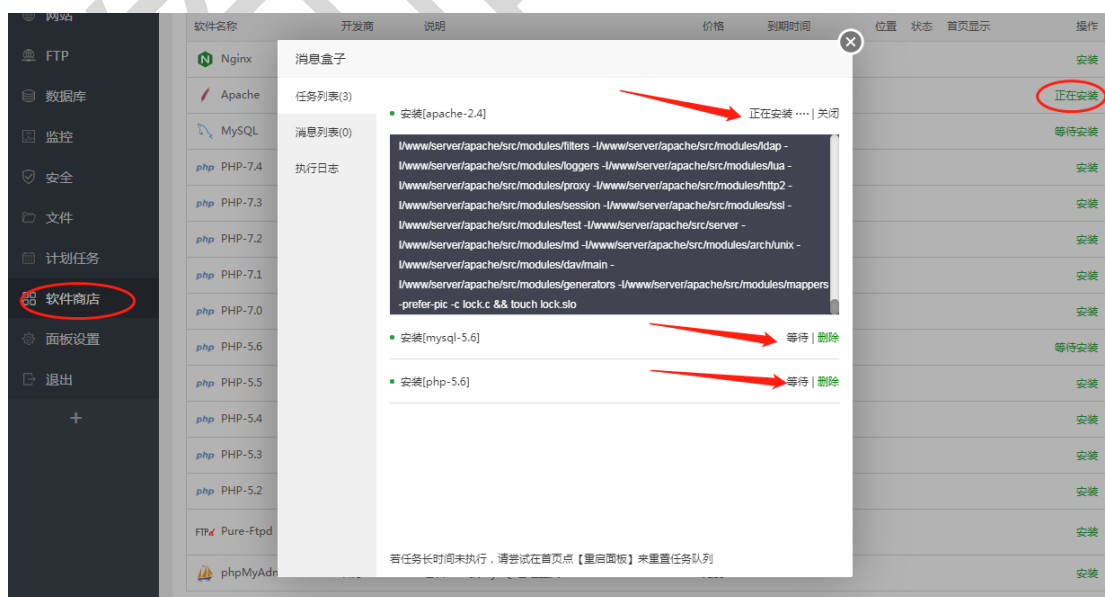 网站
软件名称 开发商 说明 价格 到期时间 位置 状态 首页显示 操作
FTP
Nginx
消息盒子
安装
数据库
Apache
任务列表(3)
安装[apache-2.4]
正在安装 ···· | 关闭
正在安装
监控
MySQL
消息列表(0)
等待安装
l/www/server/apache/src/modules/filters -l/www/server/apache/src/modules/ldap -
l/www/server/apache/src/modules/loggers -l/www/server/apache/src/modules/lua -
l/www/server/apache/src/modules/proxy -l/www/server/apache/src/modules/http2 -
l/www/server/apache/src/modules/session -l/www/server/apache/src/modules/ssl -
l/www/server/apache/src/modules/test -l/www/server/apache/src/server -
l/www/server/apache/src/modules/md -l/www/server/apache/src/modules/arch/unix -
l/www/server/apache/src/modules/dav/main -
l/www/server/apache/src/modules/generators -l/www/server/apache/src/modules/mappers
-prefer-pic -c lock.c && touch lock.slo
安全
php PHP-7.4
执行日志
安装
文件
php PHP-7.3
安装
计划任务
php PHP-7.2
安装
软件商店
php PHP-7.1
安装
php PHP-7.0
安装
面板设置
php PHP-5.6
安装[mysql-5.6]
等待 | 删除
等待安装
退出
php PHP-5.5
安装[php-5.6]
等待 | 删除
安装
+
php PHP-5.4
安装
php PHP-5.3
安装
php PHP-5.2
安装
FTPd Pure-Ftpd
安装
若任务长时间未执行，请尝试在首页点【重启面板】来重置任务队列
phpMyAdn
安装